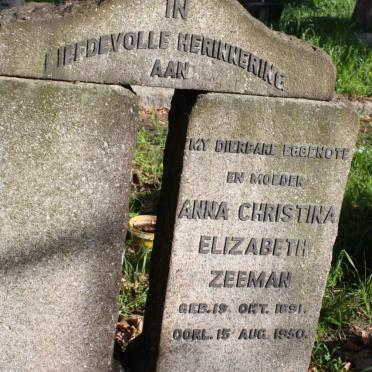 IN
LIEFDEVOLLE HERINNERING
AAN
MY DIERBARE EGGENOTE
EN MOEDER
ANNA CHRISTINA
ELIZABETH
ZEEMAN
GEB. 19 OKT. 1891.
OORL. 15 AUG. 1950.